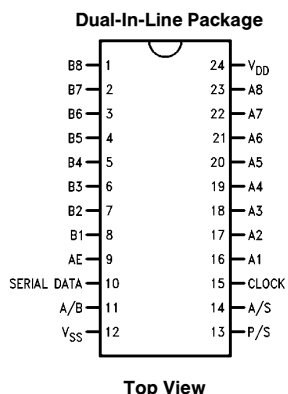 Dual-In-Line Package
B8 1 24 VDD
B7 2 23 A8
B6 3 22 A7
B5 4 21 A6
B4 5 20 A5
B3 6 19 A4
B2 7 18 A3
B1 8 17 A2
AE 9 16 A1
SERIAL DATA 10 15 CLOCK
A/B 11 14 A/S
VSS 12 13 P/S
Top View